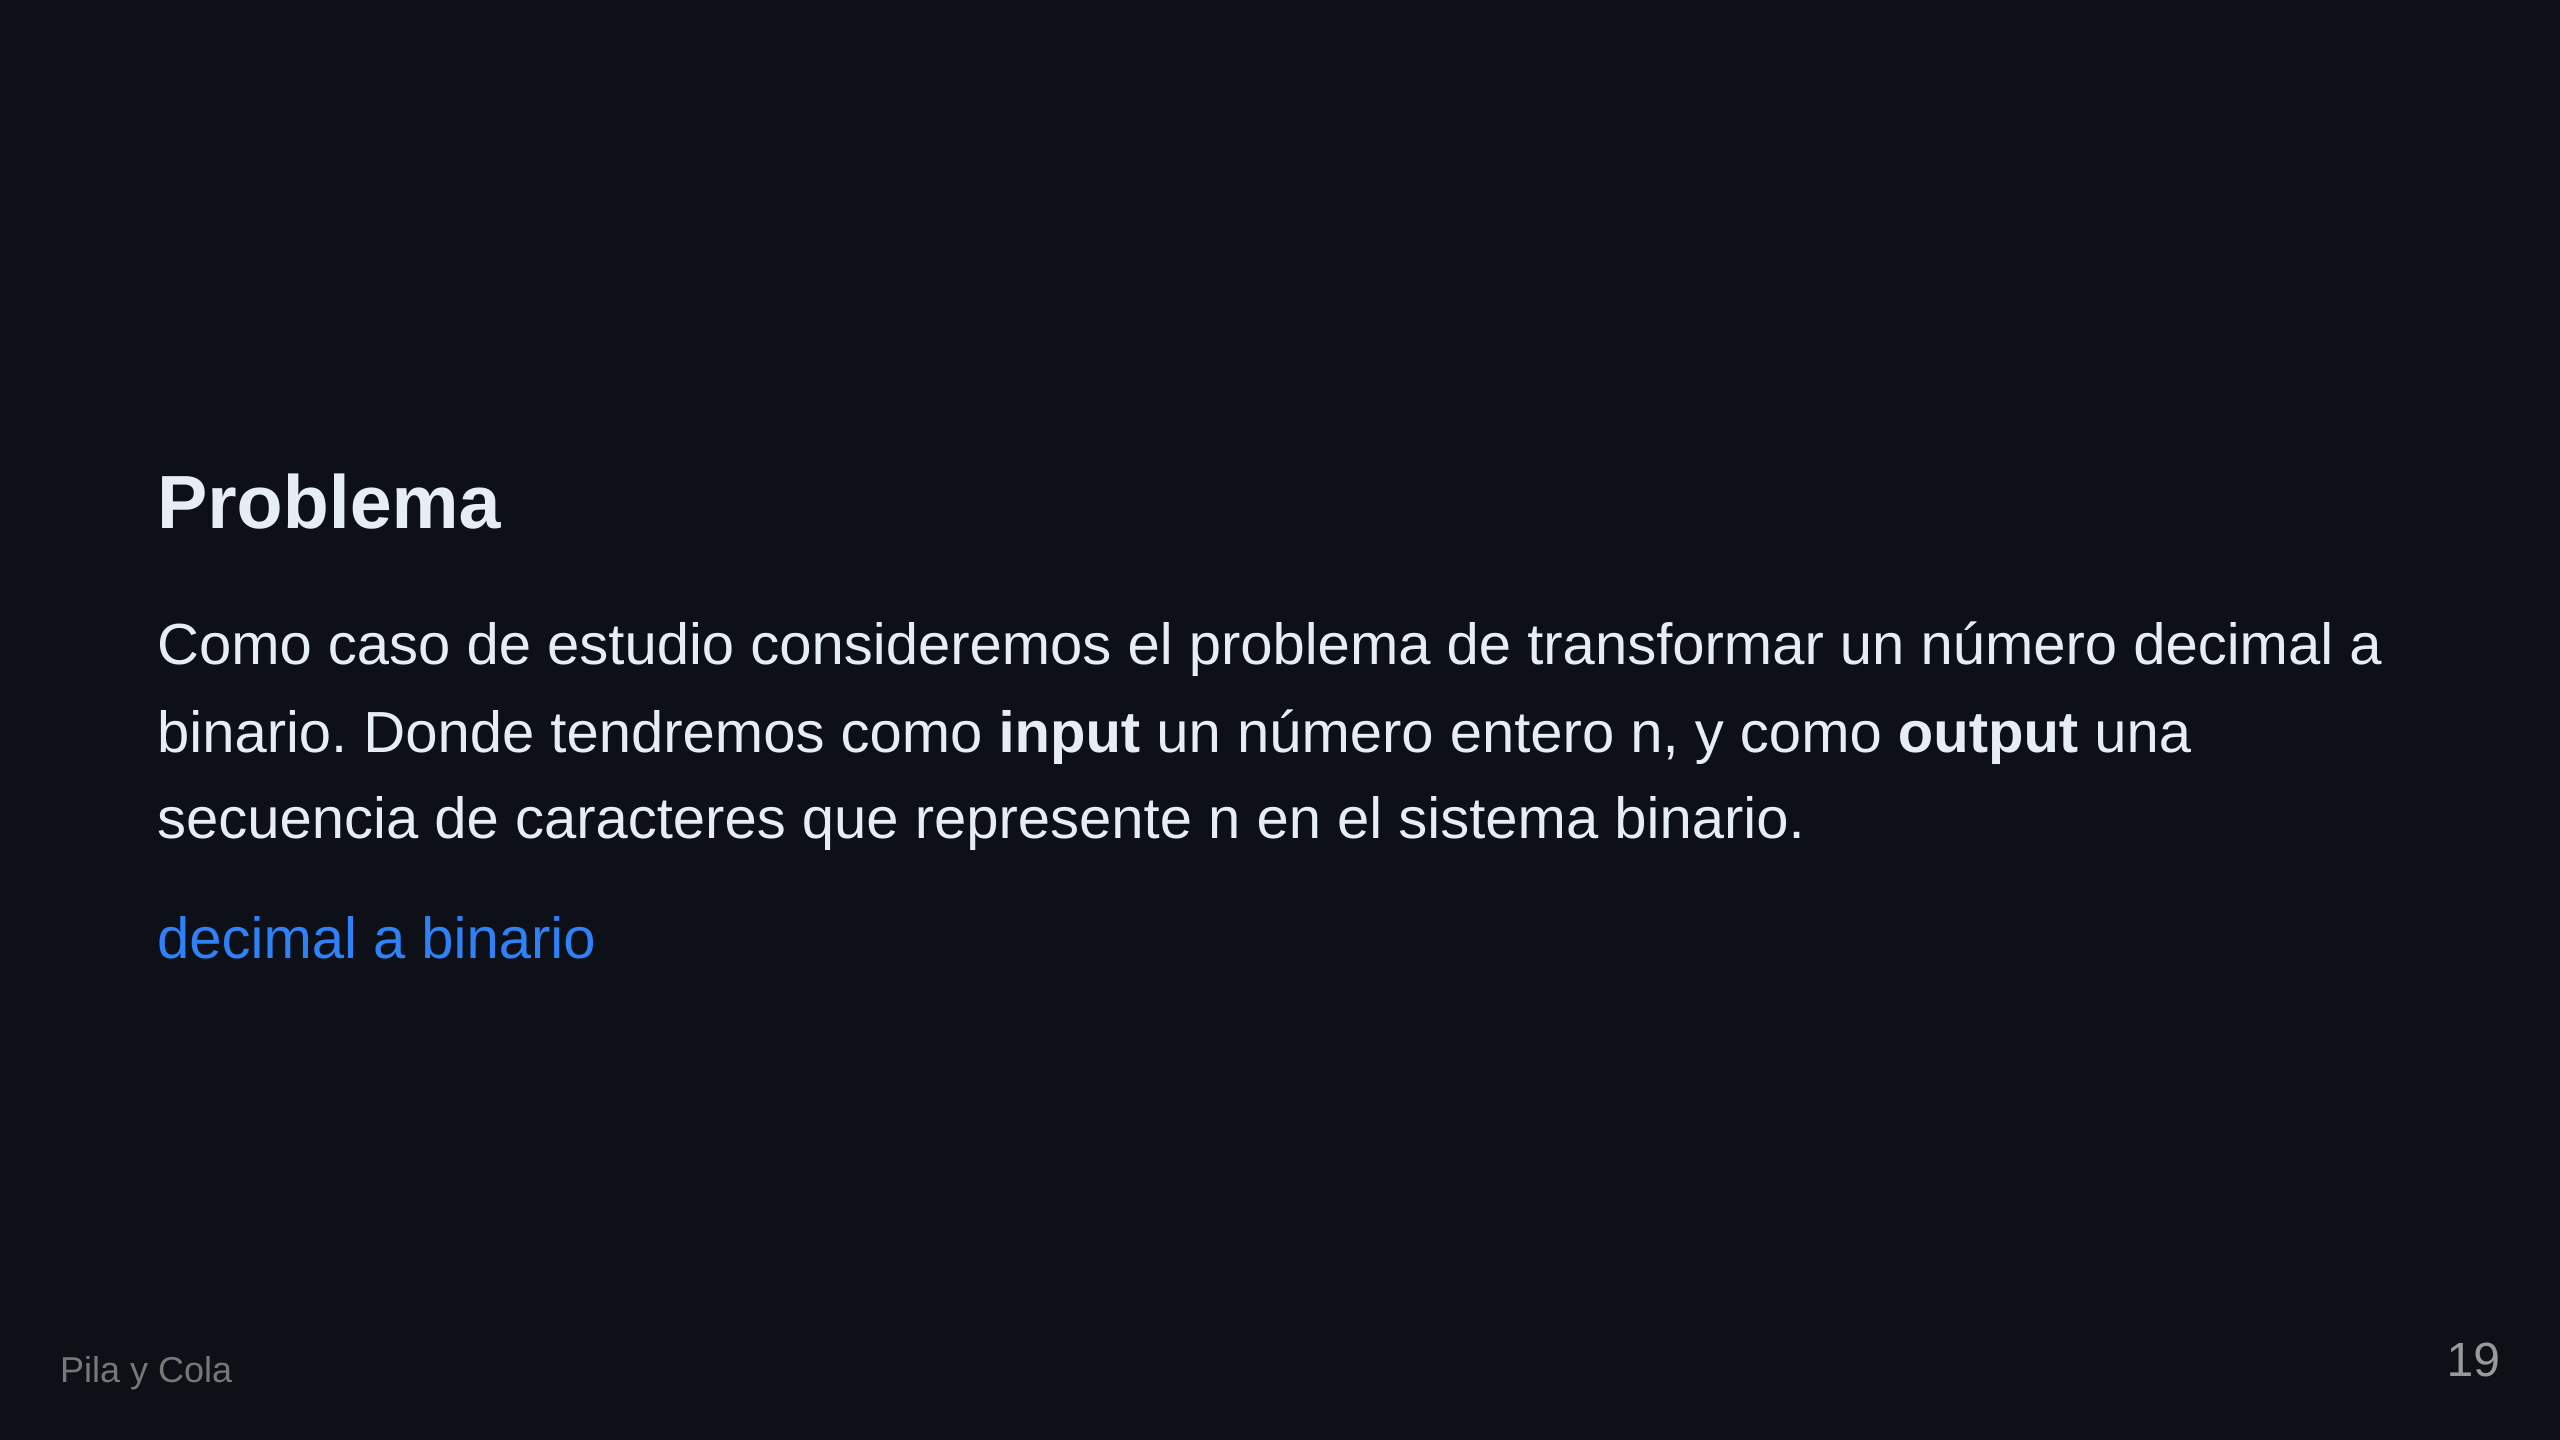 Problema
Como caso de estudio consideremos el problema de transformar un número decimal a
binario. Donde tendremos como input un número entero n, y como output una
secuencia de caracteres que represente n en el sistema binario.
decimal a binario
Pila y Cola
19